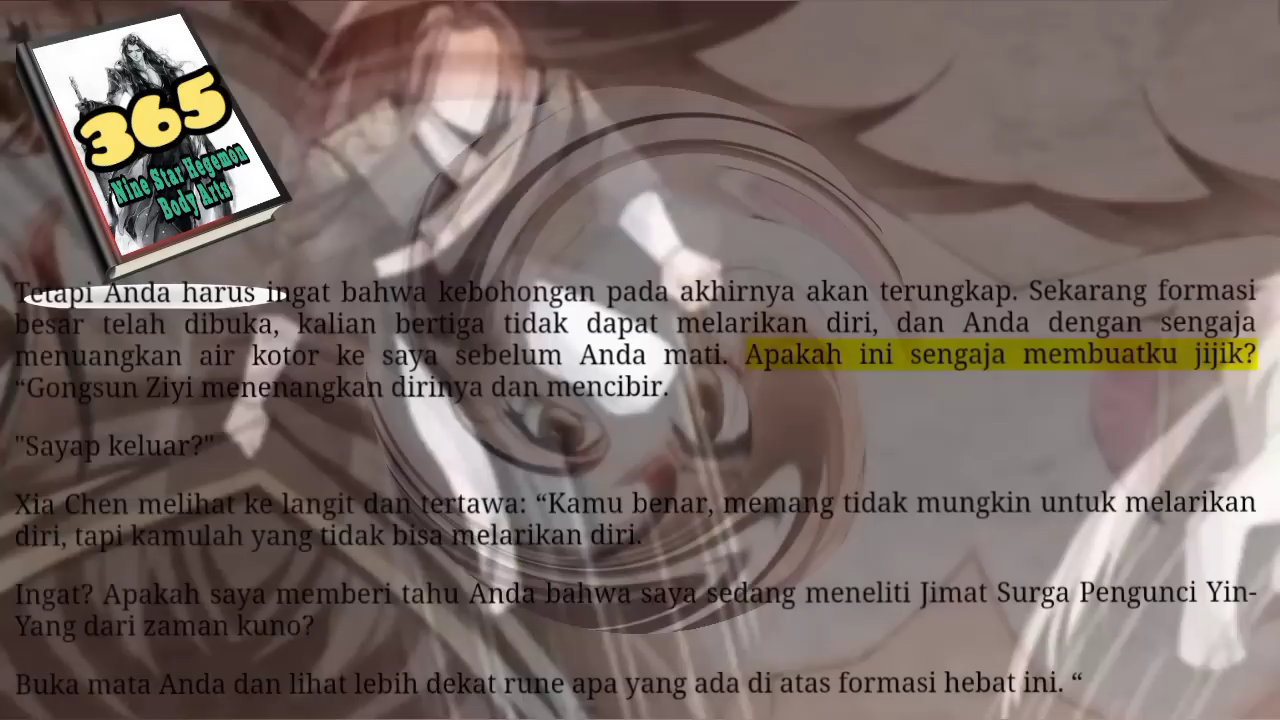 365
Nine Star Hegemon
Body Arts
Tetapi Anda harus ingat bahwa kebohongan pada akhirnya akan terungkap. Sekarang formasi
besar telah dibuka, kalian bertiga tidak dapat melarikan diri, dan Anda dengan sengaja
menuangkan air kotor ke saya sebelum Anda mati. Apakah ini sengaja membuatku jijik?
“Gongsun Ziyi menenangkan dirinya dan mencibir.
"Sayap keluar?"
Xia Chen melihat ke langit dan tertawa: “Kamu benar, memang tidak mungkin untuk melarikan
diri, tapi kamulah yang tidak bisa melarikan diri.
Ingat? Apakah saya memberi tahu Anda bahwa saya sedang meneliti Jimat Surga Pengunci Yin-
Yang dari zaman kuno?
Buka mata Anda dan lihat lebih dekat rune apa yang ada di atas formasi hebat ini. “